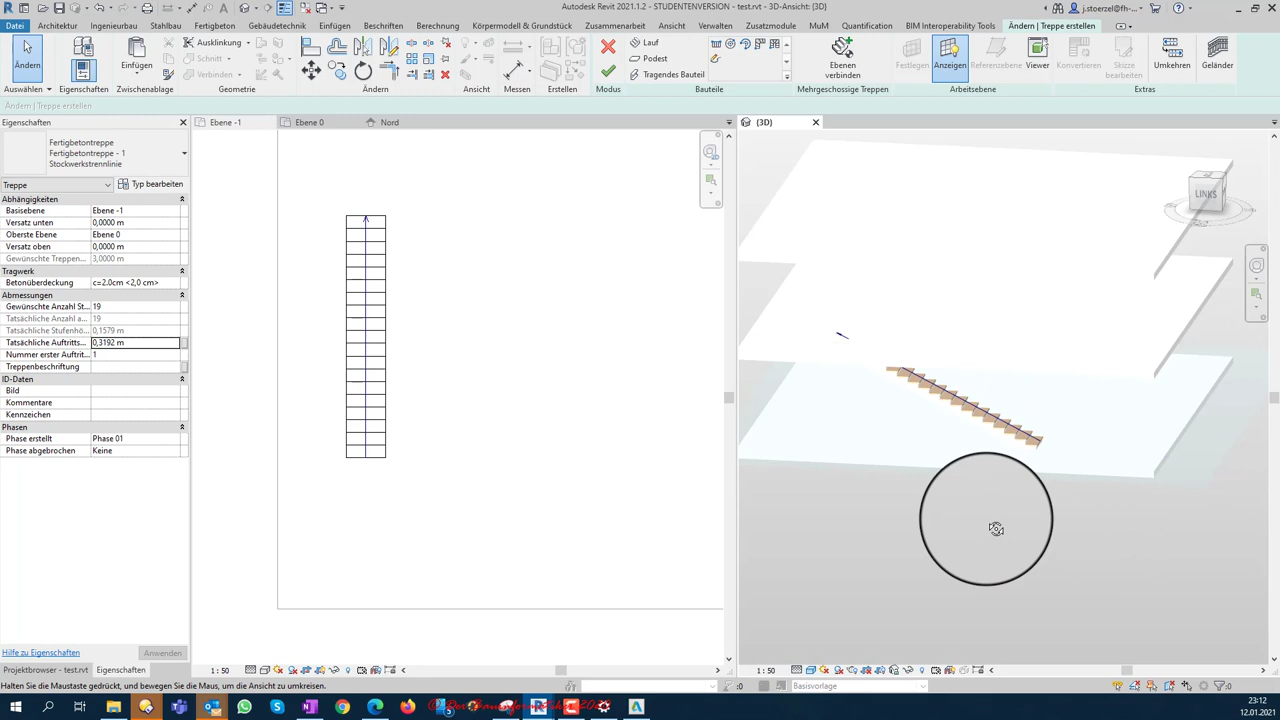 Autodesk Revit 2021.1.2 - STUDENTENVERSION - test.rvt - 3D-Ansicht: {3D}
j.stoerzel@fh-...
Datei Architektur Ingenieurbau Stahlbau Fertigbeton Gebäudetechnik Einfügen Beschriften Berechnung Körpermodell & Grundstück Zusammenarbeit Ansicht Verwalten Zusatzmodule MuM Quantification BIM Interoperability Tools Ändern | Treppe erstellen
Ausklinkung
Schnitt
Verbinden
Lauf
Podest
Tragendes Bauteil
Ändern
Einfügen
Ebenen verbinden
Festlegen Anzeigen Referenzebene Viewer
Konvertieren Skizze bearbeiten
Umkehren Geländer
Auswählen Eigenschaften Zwischenablage Geometrie Ändern Ansicht Messen Erstellen Modus Bauteile Mehrgeschossige Treppen Arbeitsebene Extras
Ändern | Treppe erstellen
Eigenschaften
Ebene -1 Ebene 0 Nord
{3D}
Fertigbetontreppe
Fertigbetontreppe - 1
Stockwerkstrennlinie
Treppe Typ bearbeiten
Abhängigkeiten
Basisebene Ebene -1
Versatz unten 0,0000 m
Oberste Ebene Ebene 0
Versatz oben 0,0000 m
Gewünschte Treppen... 3,0000 m
Tragwerk
Betonüberdeckung c=2.0cm <2,0 cm>
Abmessungen
Gewünschte Anzahl St... 19
Tatsächliche Anzahl a... 19
Tatsächliche Stufenhö... 0,1579 m
Tatsächliche Auftritts... 0,3192 m
Nummer erster Auftrit... 1
Treppenbeschriftung
ID-Daten
Bild
Kommentare
Kennzeichen
Phasen
Phase erstellt Phase 01
Phase abgebrochen Keine
LINKS
Hilfe zu Eigenschaften Anwenden
Projektbrowser - test.rvt Eigenschaften
1 : 50
1 : 50
Halten Sie die Maustaste gedrückt, und bewegen Sie die Maus, um die Ansicht zu umkreisen.
:0
Basisvorlage
:0
23:12
12.01.2021